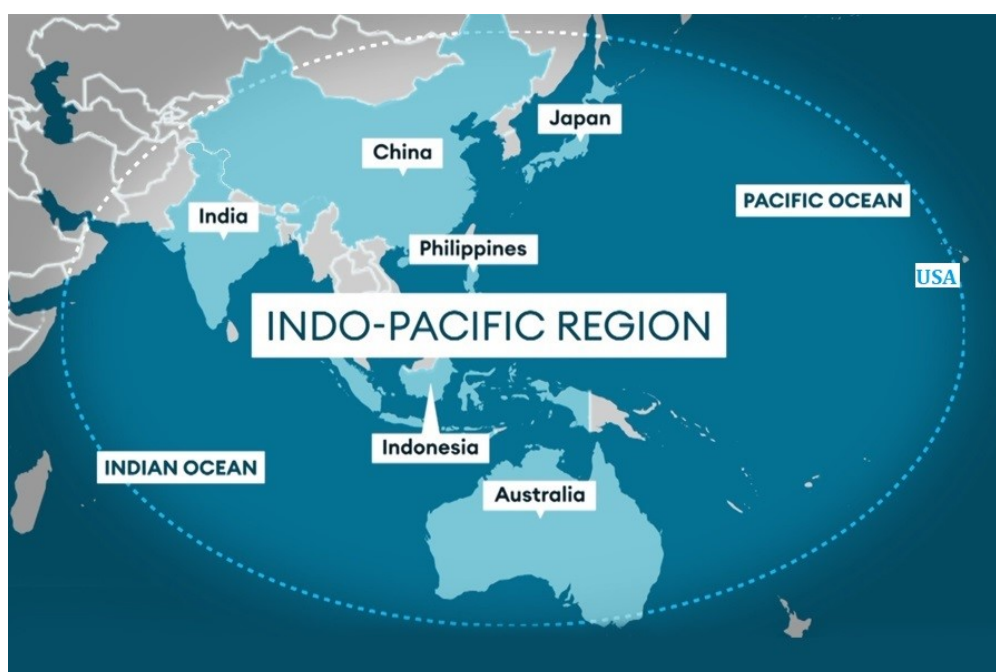 Japan
China
PACIFIC OCEAN
India
Philippines
USA
INDO-PACIFIC REGION
Indonesia
INDIAN OCEAN
Australia